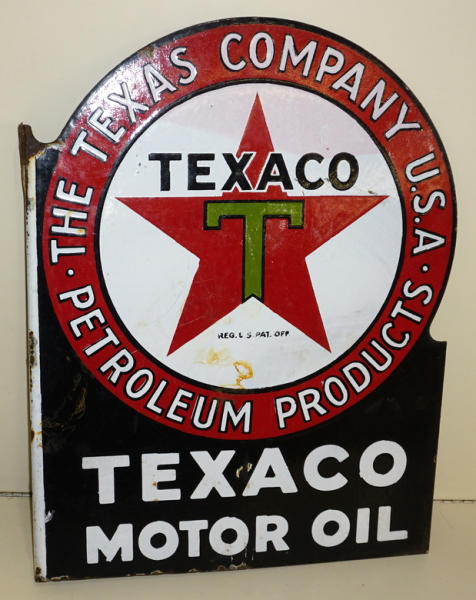 THE TEXAS COMPANY U.S.A.
TEXACO
T
REG. U.S. PAT. OFF.
PETROLEUM PRODUCTS
TEXACO
MOTOR OIL